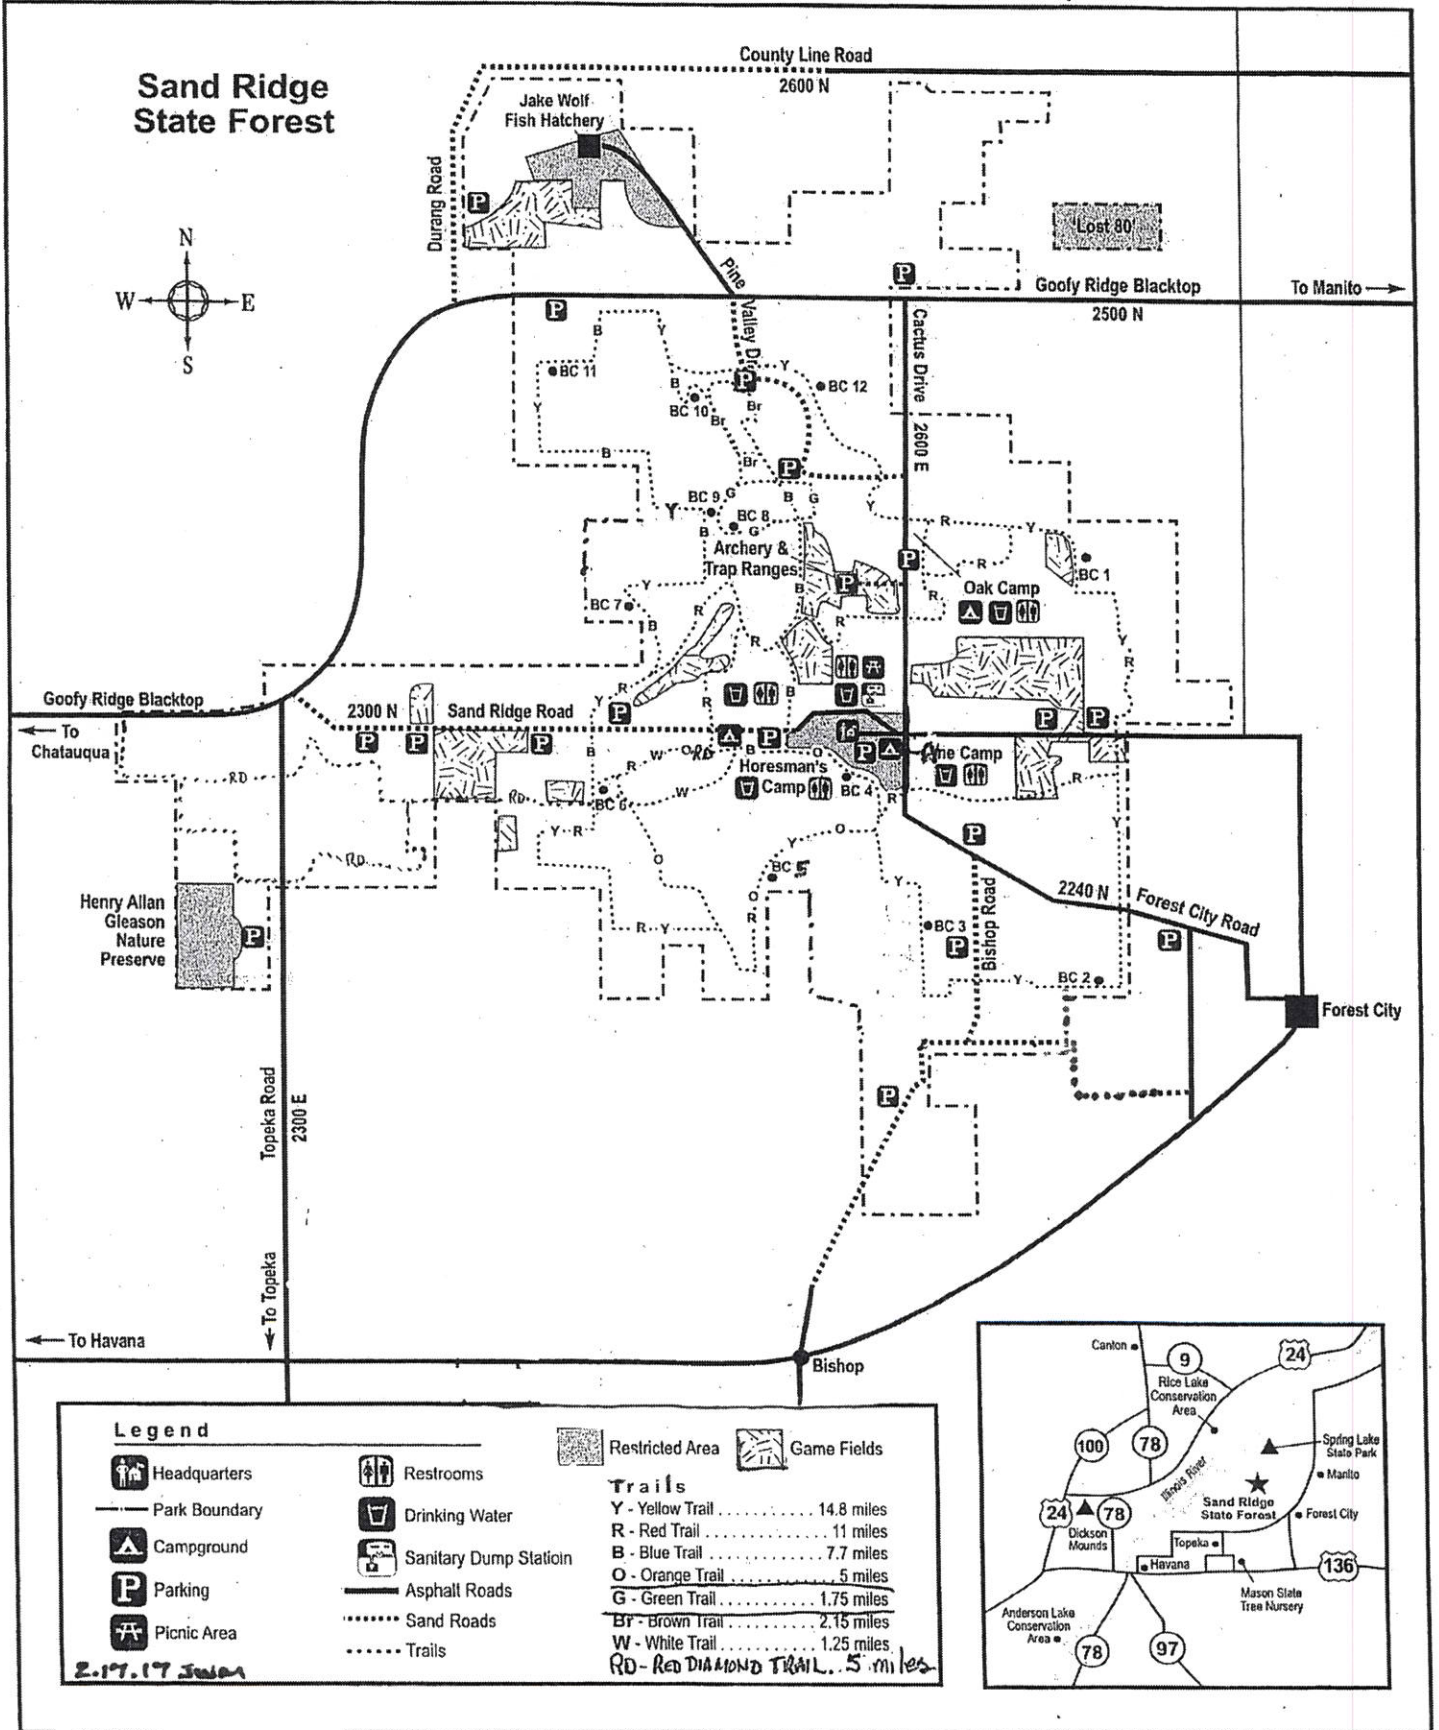 Sand Ridge
State Forest
County Line Road
2600 N
Jake Wolf
Fish Hatchery
Durang Road
P
'Lost 80'
N
W
E
S
Pine
Valley Dr.
P
Goofy Ridge Blacktop
To Manito
2500 N
P
B
Y
Cactus Drive
2600 E
BC 11
B
P
Y
BC 12
BC 10
Br
Br
Y
B
Br
P
BC 9
G
B
G
Y
Y
BC 8
R
Y
B
G
Archery &
Trap Ranges
P
R
BC 1
P
Oak Camp
Y
B
R
BC 7
R
R
B
R
Y
R
Y
R
P
R
B
Goofy Ridge Blacktop
2300 N
Sand Ridge Road
P
P
To
Chatauqua
P
P
P
P
B
R
W
O
RD
B
O
P
Horesman's
Camp
BC 4
R
R
RD
RD
BC 6
W
Y
R
O
Y
O
Y
RD
BC 5
Y
O
R
R
Y
Henry Allan
Gleason
Nature
Preserve
P
P
2240 N
Forest City Road
BC 3
P
Bishop Road
P
Y
BC 2
Forest City
P
Topeka Road
2300 E
To Topeka
To Havana
Bishop
Legend
Headquarters
Park Boundary
Campground
P
Parking
Picnic Area
Restrooms
Drinking Water
Sanitary Dump Statioin
Asphalt Roads
Sand Roads
Trails
Restricted Area
Game Fields
Trails
Y - Yellow Trail ........... 14.8 miles
R - Red Trail ............. 11 miles
B - Blue Trail ............ 7.7 miles
O - Orange Trail ............ 5 miles
G - Green Trail .......... 1.75 miles
Br - Brown Trail .......... 2.15 miles
W - White Trail .......... 1.25 miles
RD - RED DIAMOND TRAIL.. 5 miles
2.17.17
Canton
9
24
Rice Lake
Conservation
Area
100
78
Illinois River
Spring Lake
State Park
Manito
Sand Ridge
State Forest
24
78
Dickson
Mounds
Forest City
Topeka
Havana
136
Mason State
Tree Nursery
Anderson Lake
Conservation
Area
78
97